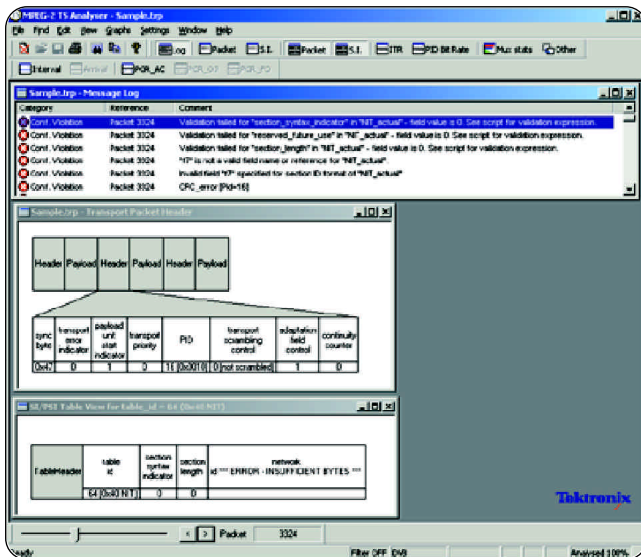 MPEG-2 TS Analyser - Sample.trp
File Find Edit View Graphs Settings Window Help
Log Packet S.I. Packet S.I. ITR PID Bit Rate Mux stats Other
Interval Arrival PCR_AC PCR_OJ PCR_FO
Sample.trp - Message Log
Category Reference Comment
Conf. Violation Packet 3324 Validation failed for "section_syntax_indicator" in "NIT_actual" - field value is 0. See script for validation expression.
Conf. Violation Packet 3324 Validation failed for "reserved_future_use" in "NIT_actual" - field value is 0. See script for validation expression.
Conf. Violation Packet 3324 Validation failed for "section_length" in "NIT_actual" - field value is 0. See script for validation expression.
Conf. Violation Packet 3324 "f7" is not a valid field name or reference for "NIT_actual".
Conf. Violation Packet 3324 Invalid field "f7" specified for section ID format of "NIT_actual"
Conf. Violation Packet 3324 CRC_error [Pid=16]
Sample.trp - Transport Packet Header
Header Payload Header Payload Header Payload
sync byte transport error indicator payload unit start indicator transport priority PID transport scrambling control adaptation field control continuity counter
0x47 0 1 0 16 [0x0010] 0 [not scrambled] 1 0
SI/PSI Table View for table_id = 64 (0x40 NIT)
TableHeader table id section syntax indicator section length network id *** ERROR - INSUFFICIENT BYTES ***
64 [0x40 NIT] 0 0
Tektronix
< > Packet 3324
Ready Filter OFF DVB Analysed 100%